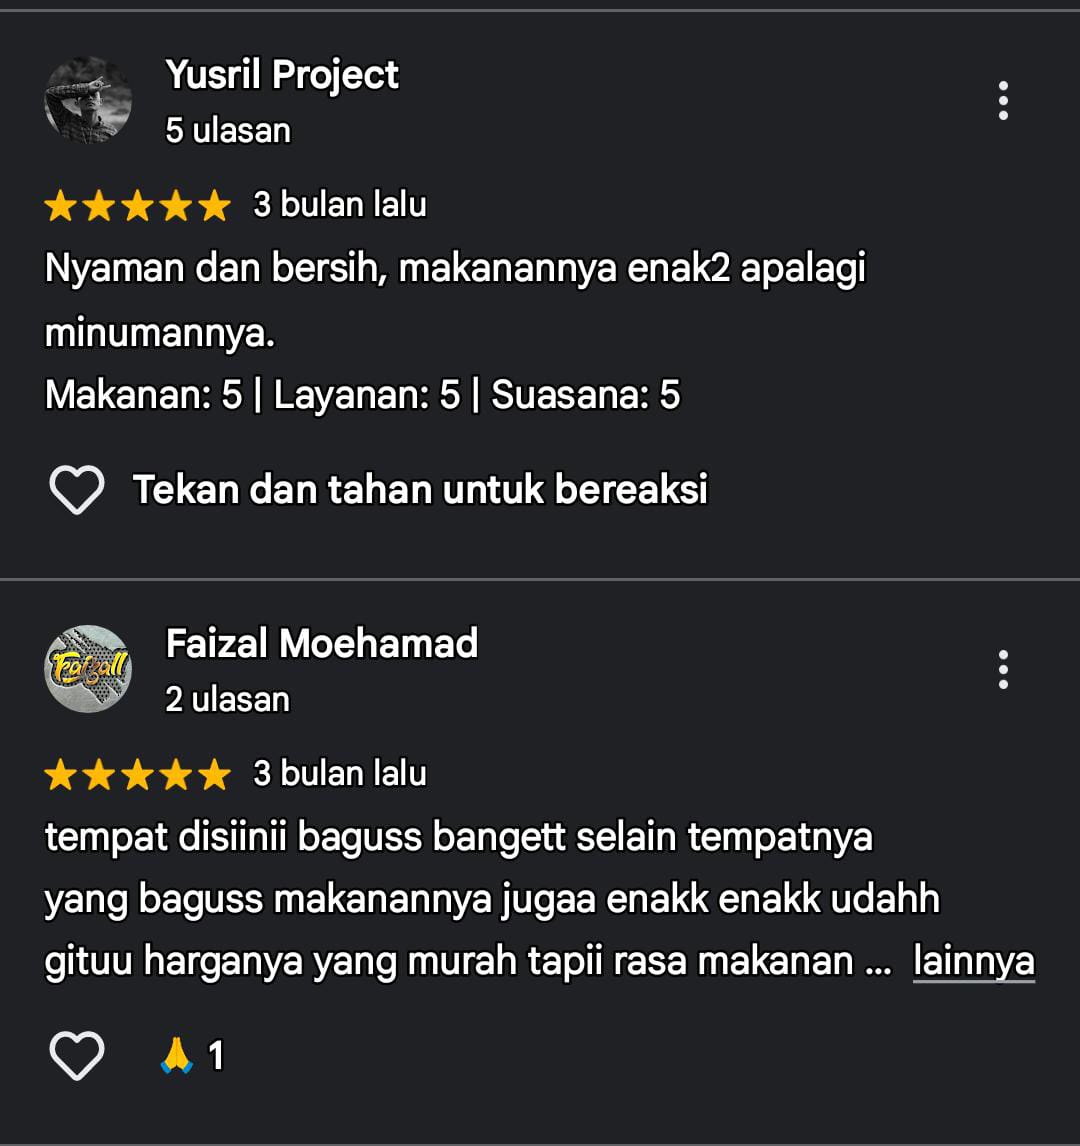 Yusril Project
5 ulasan
3 bulan lalu
Nyaman dan bersih, makanannya enak2 apalagi
minumannya.
Makanan: 5 | Layanan: 5 | Suasana: 5
Tekan dan tahan untuk bereaksi
Faizall
Faizal Moehamad
2 ulasan
3 bulan lalu
tempat disiinii baguss bangett selain tempatnya
yang baguss makanannya jugaa enakk enakk udahh
gituu harganya yang murah tapii rasa makanan ... lainnya
🙏 1